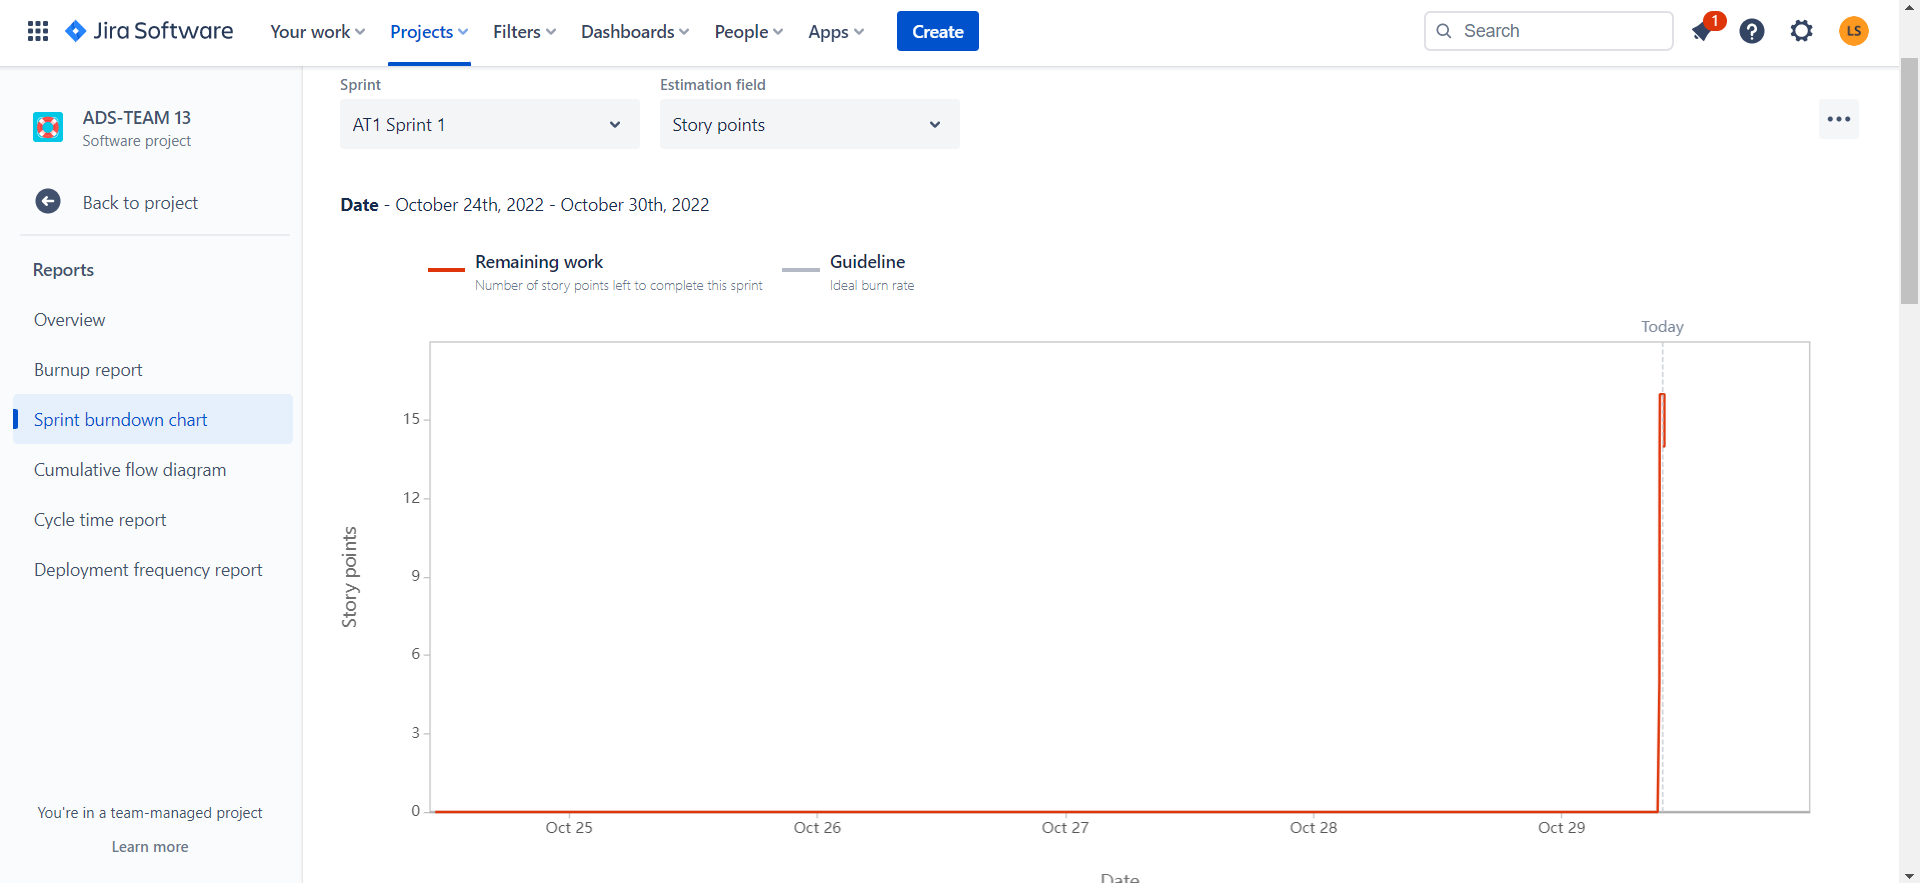 Jira Software Your work Projects Filters Dashboards People Apps Create Search 1 LS
ADS-TEAM 13
Software project
Back to project
Reports
Overview
Burnup report
Sprint burndown chart
Cumulative flow diagram
Cycle time report
Deployment frequency report
You're in a team-managed project
Learn more
Sprint Estimation field
AT1 Sprint 1 Story points
Date - October 24th, 2022 - October 30th, 2022
Remaining work Guideline
Number of story points left to complete this sprint Ideal burn rate
Today
15
12
9
6
3
0
Story points
Oct 25 Oct 26 Oct 27 Oct 28 Oct 29
Date